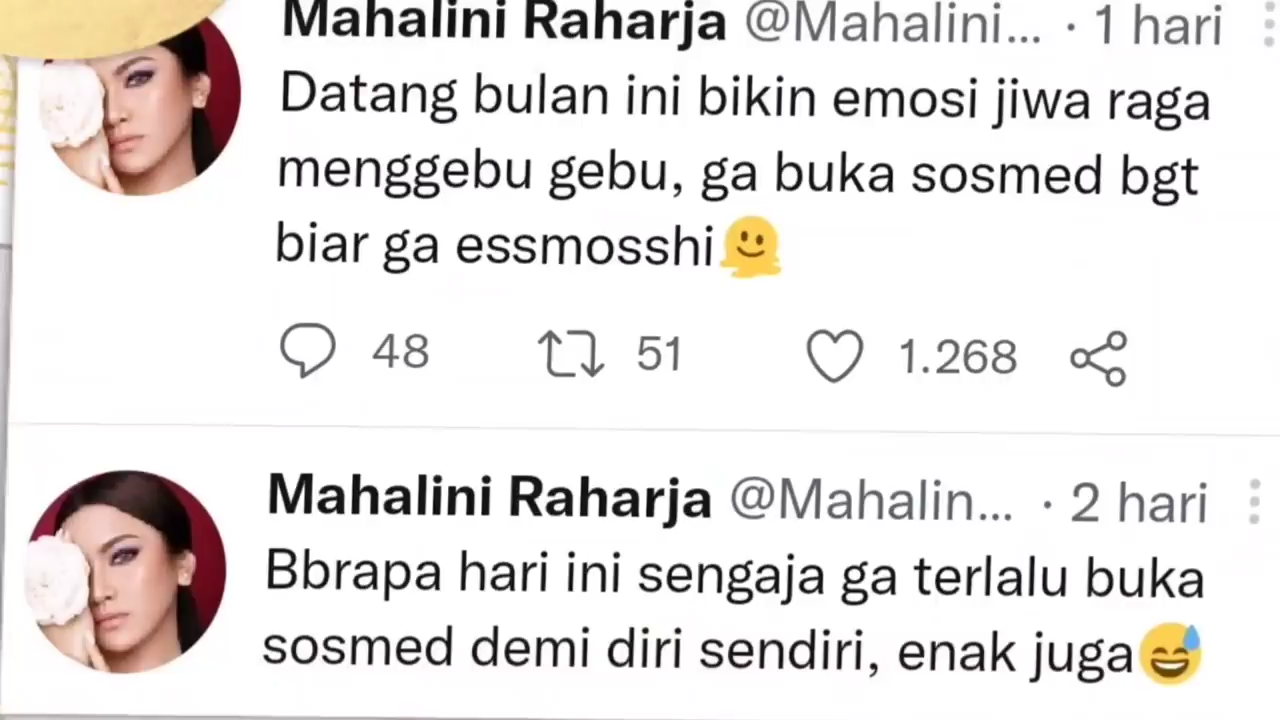 Mahalini Raharja @Mahalini... · 1 hari
Datang bulan ini bikin emosi jiwa raga
menggebu gebu, ga buka sosmed bgt
biar ga essmosshi🫠
48 51 1.268
Mahalini Raharja @Mahalin... · 2 hari
Bbrapa hari ini sengaja ga terlalu buka
sosmed demi diri sendiri, enak juga😅